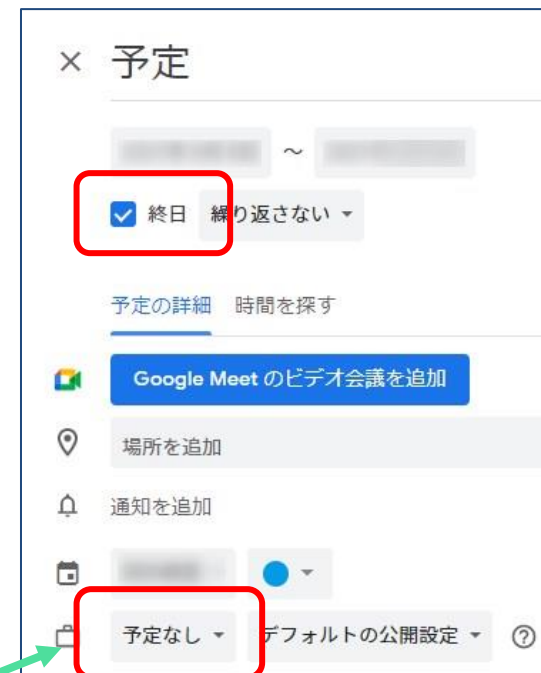 予定
～
終日 繰り返さない
予定の詳細 時間を探す
Google Meet のビデオ会議を追加
場所を追加
通知を追加
予定なし デフォルトの公開設定 ?